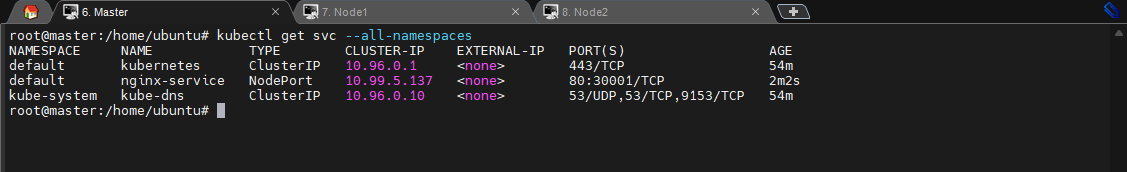 6. Master
7. Node1
8. Node2
root@master:/home/ubuntu# kubectl get svc --all-namespaces
NAMESPACE     NAME            TYPE        CLUSTER-IP    EXTERNAL-IP   PORT(S)                  AGE
default       kubernetes      ClusterIP   10.96.0.1     <none>        443/TCP                  54m
default       nginx-service   NodePort    10.99.5.137   <none>        80:30001/TCP             2m2s
kube-system   kube-dns        ClusterIP   10.96.0.10    <none>        53/UDP,53/TCP,9153/TCP   54m
root@master:/home/ubuntu#